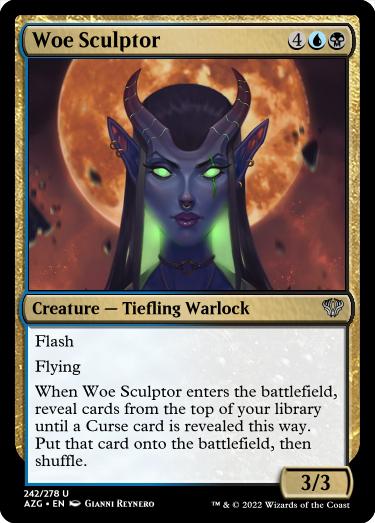 Woe Sculptor 4
Creature — Tiefling Warlock
Flash
Flying
When Woe Sculptor enters the battlefield,
reveal cards from the top of your library
until a Curse card is revealed this way.
Put that card onto the battlefield, then
shuffle.
3/3
242/278 U
AZG • EN Gianni Reynero ™ & © 2022 Wizards of the Coast